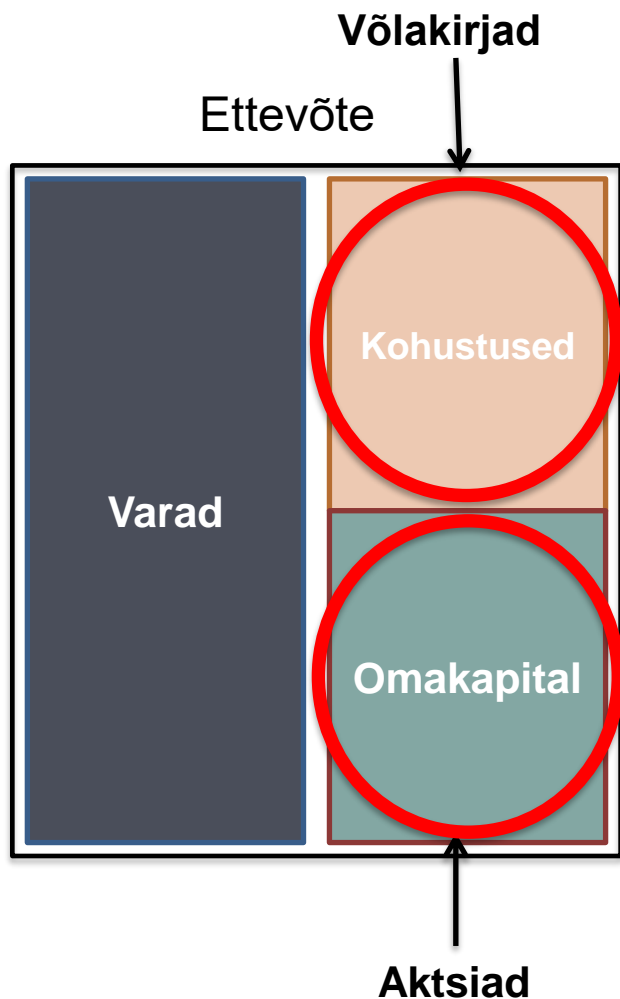 Võlakirjad
Ettevõte
Kohustused
Varad
Omakapital
Aktsiad